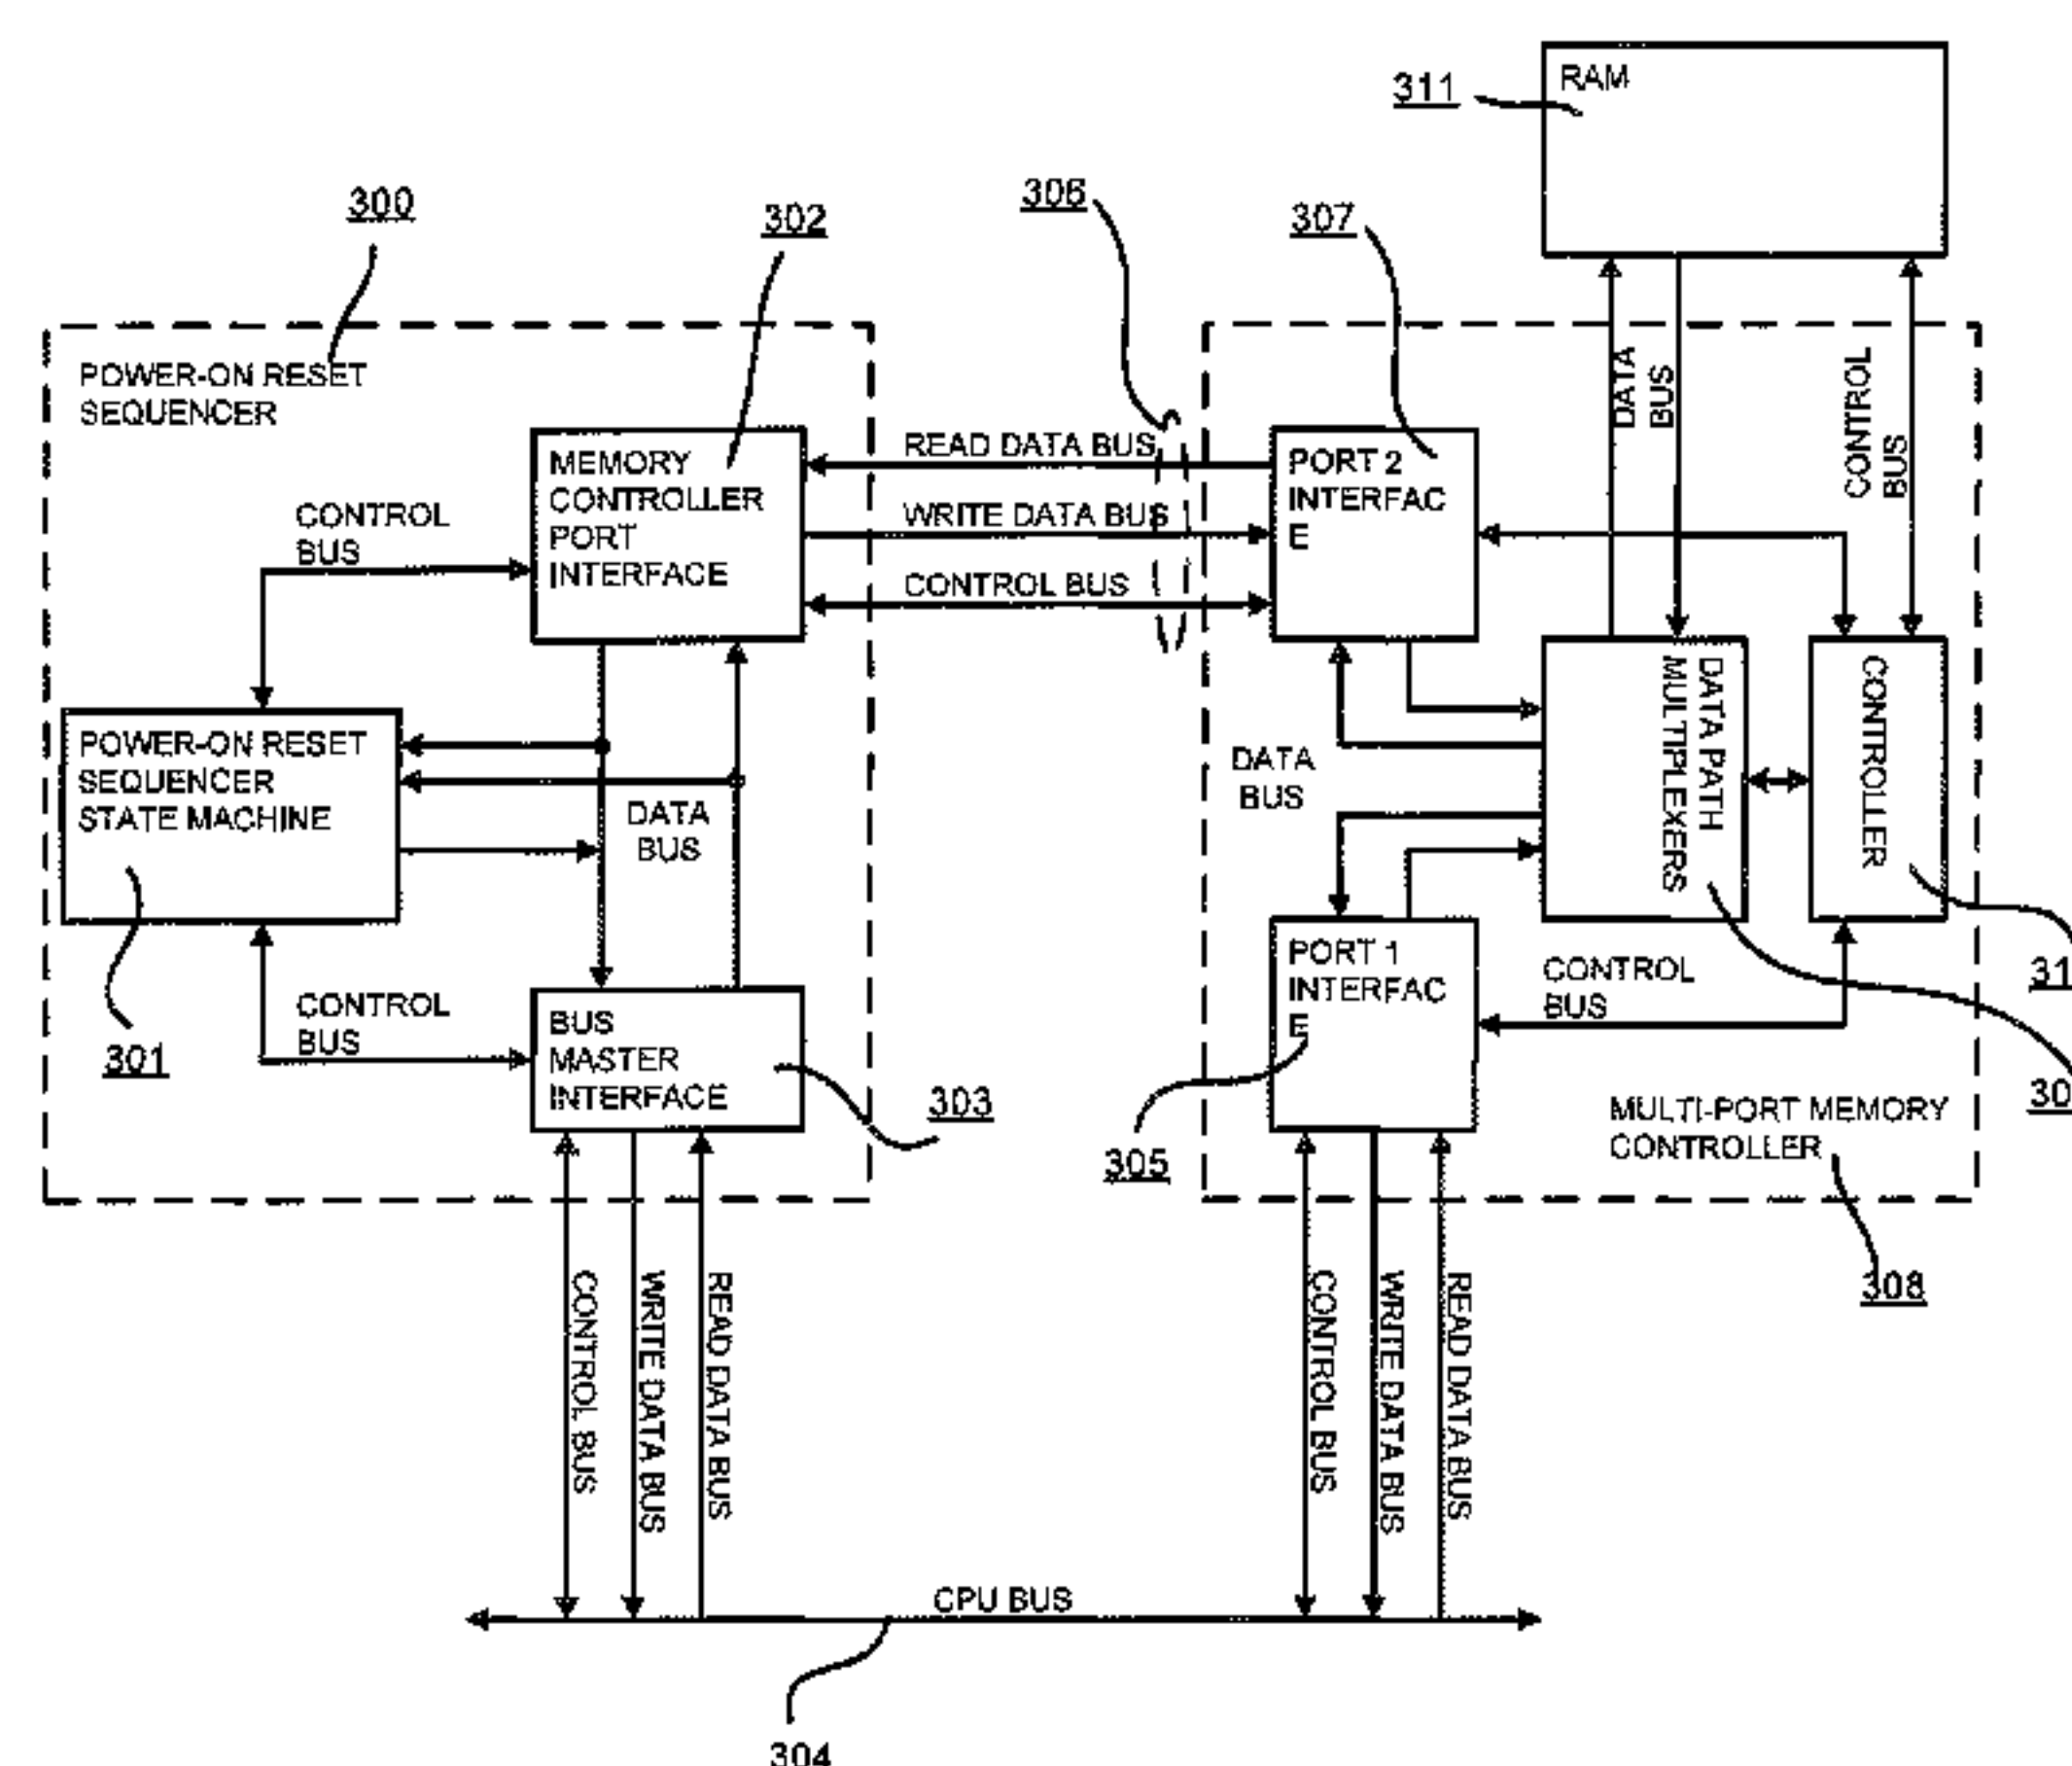 RAM
311
300
302
306
307
POWER-ON RESET
SEQUENCER
MEMORY
CONTROLLER
PORT
INTERFACE
READ DATA BUS
WRITE DATA BUS
CONTROL BUS
PORT 2
INTERFAC
E
DATA
BUS
CONTROL
BUS
CONTROL
BUS
POWER-ON RESET
SEQUENCER
STATE MACHINE
DATA
BUS
DATA
BUS
DATA PATH
MULTIPLEXERS
CONTROLLER
301
CONTROL
BUS
BUS
MASTER
INTERFACE
303
PORT 1
INTERFAC
E
305
CONTROL
BUS
31
30
MULTI-PORT MEMORY
CONTROLLER
308
CONTROL BUS
WRITE DATA BUS
READ DATA BUS
CONTROL BUS
WRITE DATA BUS
READ DATA BUS
CPU BUS
304